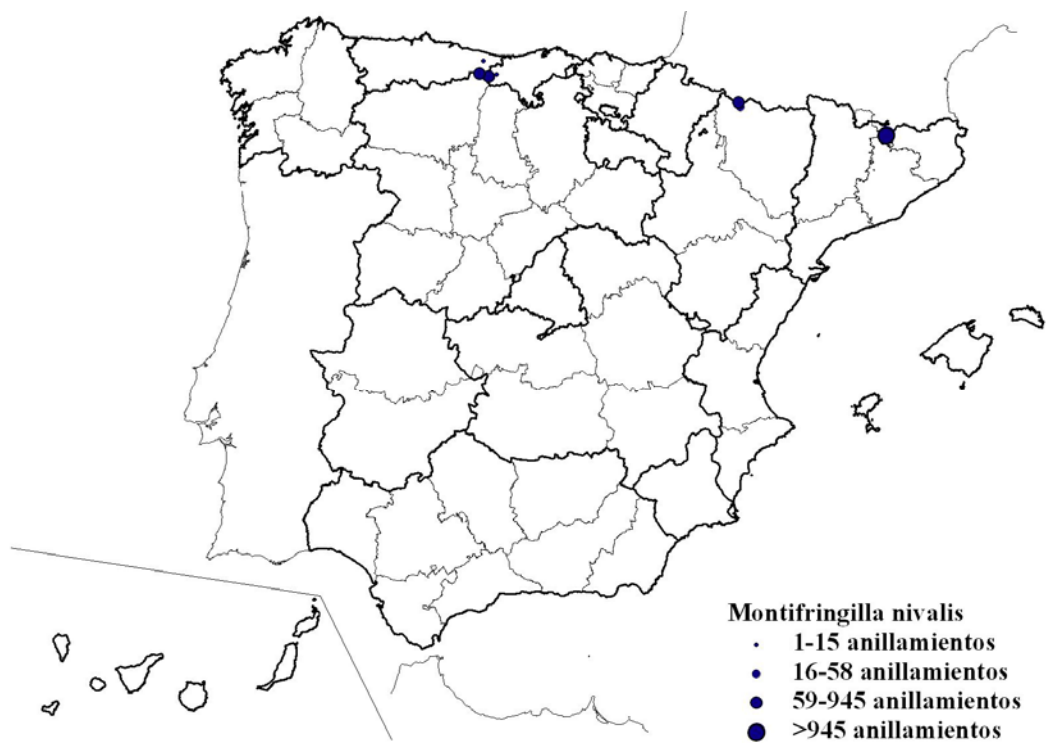 Montifringilla nivalis
1-15 anillamientos
16-58 anillamientos
59-945 anillamientos
>945 anillamientos